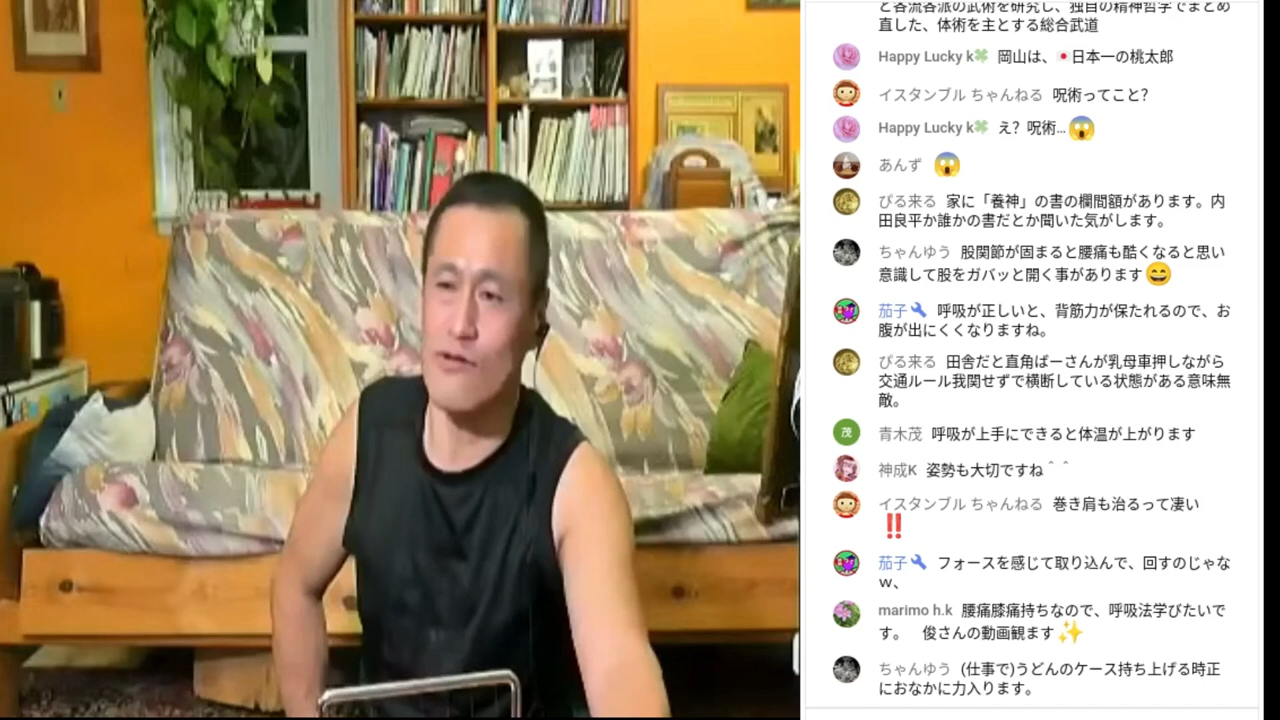 と各流各派の武術を研究し、独自の精神哲学でまとめ
直した、体術を主とする総合武道
Happy Lucky k🍀 岡山は、🇯🇵日本一の桃太郎
イスタンブル ちゃんねる 呪術ってこと?
Happy Lucky k🍀 え? 呪術…😱
あんず 😱
ぴる来る 家に「養神」の書の欄間額があります。内
田良平か誰かの書だとか聞いた気がします。
ちゃんゆう 股関節が固まると腰痛も酷くなると思い
意識して股をガバッと開く事があります😄
茄子🔧 呼吸が正しいと、背筋力が保たれるので、お
腹が出にくくなりますね。
ぴる来る 田舎だと直角ばーさんが乳母車押しながら
交通ルール我関せずで横断している状態がある意味無
敵。
茂 青木茂 呼吸が上手にできると体温が上がります
神成K 姿勢も大切ですね＾＾
イスタンブル ちゃんねる 巻き肩も治るって凄い
‼️
茄子🔧 フォースを感じて取り込んで、回すのじゃな
w、
marimo h.k 腰痛膝痛持ちなので、呼吸法学びたいで
す。 俊さんの動画観ます✨
ちゃんゆう (仕事で)うどんのケース持ち上げる時正
におなかに力入ります。